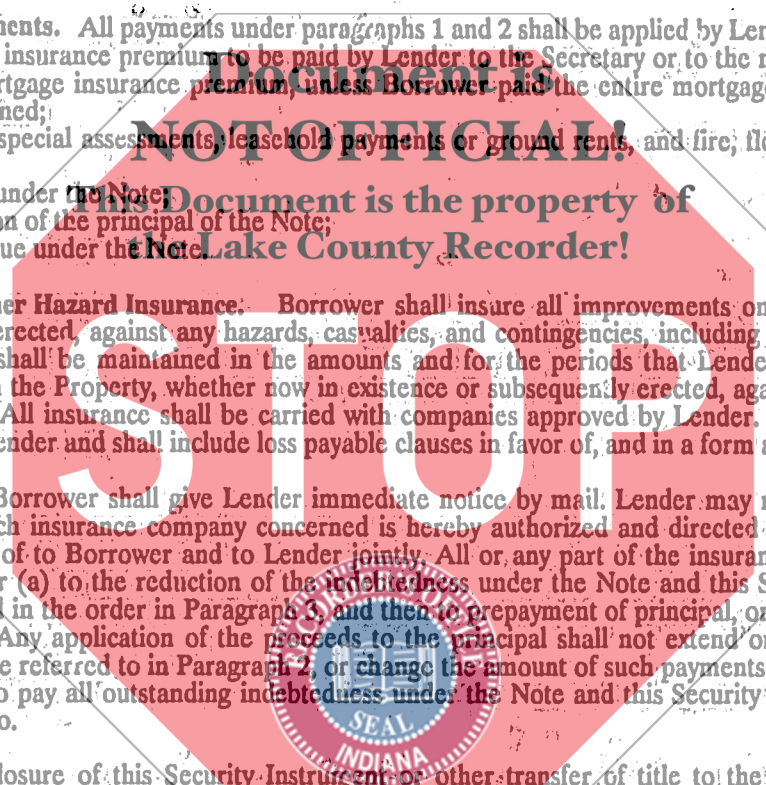 nents. All payments under paragraphs 1 and 2 shall be applied by Len
insurance premium to be paid by Lender to the Secretary or to the m
rtgage insurance premium, unless Borrower paid the entire mortgage
Document is
ned;
NOT OFFICIAL!
special assessments, leasehold payments or ground rents, and fire, flo
under the Note;
This Document is the property of
n of the principal of the Note;
ue under the Note.
the Lake County Recorder!
er Hazard Insurance. Borrower shall insure all improvements on
erected, against any hazards, casualties, and contingencies, including
shall be maintained in the amounts and for the periods that Lende
the Property, whether now in existence or subsequently erected, aga
All insurance shall be carried with companies approved by Lender.
ender and shall include loss payable clauses in favor of, and in a form a
STOP
Borrower shall give Lender immediate notice by mail. Lender may m
ch insurance company concerned is hereby authorized and directed
of to Borrower and to Lender jointly. All or any part of the insuran
r (a) to the reduction of the indebtedness under the Note and this S
d in the order in Paragraph 3, and then to prepayment of principal, or
Any application of the proceeds to the principal shall not extend or
e referred to in Paragraph 2, or change the amount of such payments
o pay all outstanding indebtedness under the Note and this Security
o.
SEAL
INDIANA
losure of this Security Instrument or other transfer of title to the